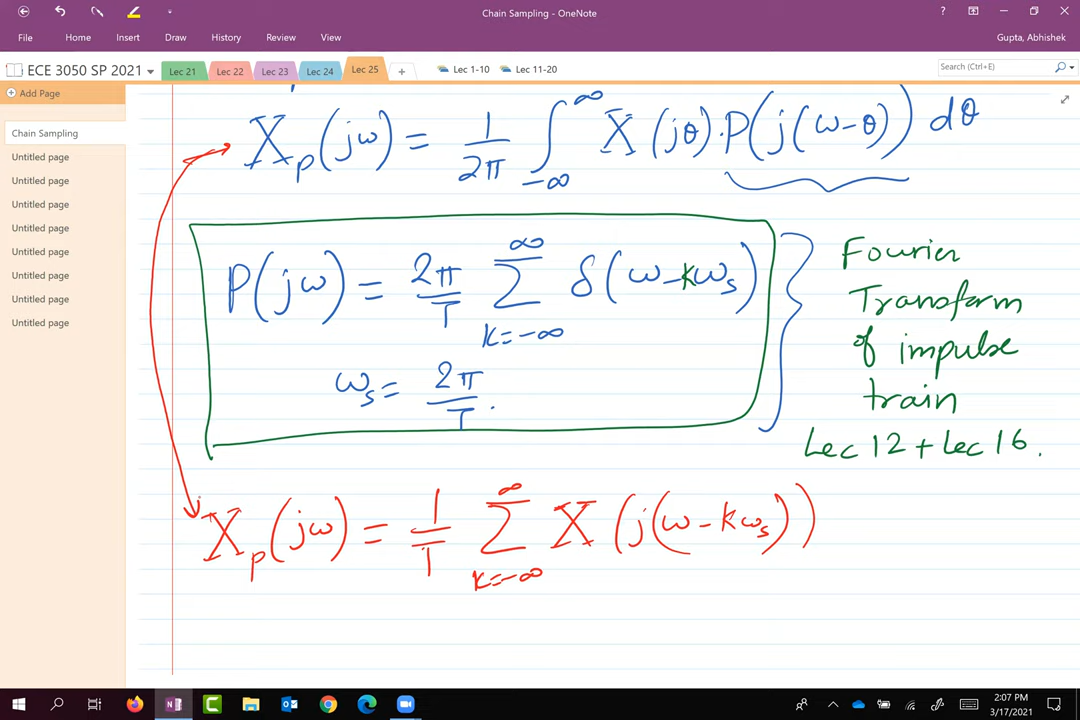 Chain Sampling - OneNote
?
File Home Insert Draw History Review View
Gupta, Abhishek
ECE 3050 SP 2021
Lec 21 Lec 22 Lec 23 Lec 24 Lec 25 +
Lec 1-10 Lec 11-20
Search (Ctrl+E)
Add Page
Chain Sampling
Untitled page
Untitled page
Untitled page
Untitled page
Untitled page
Untitled page
Untitled page
Untitled page
X_p(jω) = 1/2π ∫_{-∞}^{∞} X(jθ)·P(j(ω-θ)) dθ
P(jω) = 2π/T Σ_{k=-∞}^{∞} δ(ω-kω_s)
ω_s = 2π/T.
Fourier
Transform
of impulse
train
Lec 12 + Lec 16.
X_p(jω) = 1/T Σ_{k=-∞}^{∞} X(j(ω-kω_s))
2:07 PM
3/17/2021